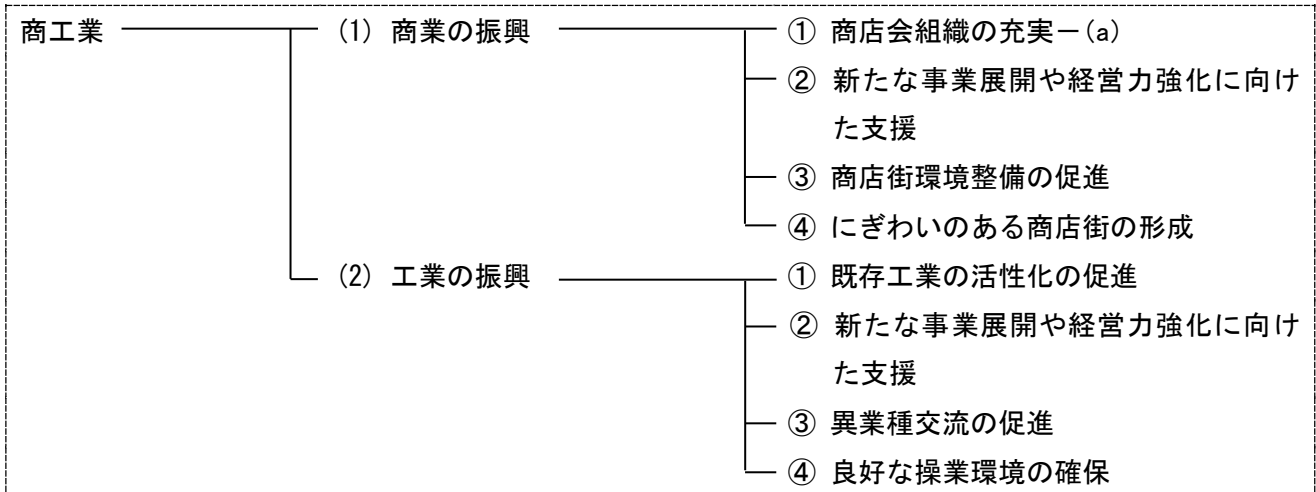 商工業 (1) 商業の振興 ① 商店会組織の充実－(a)
② 新たな事業展開や経営力強化に向け
た支援
③ 商店街環境整備の促進
④ にぎわいのある商店街の形成
(2) 工業の振興 ① 既存工業の活性化の促進
② 新たな事業展開や経営力強化に向け
た支援
③ 異業種交流の促進
④ 良好な操業環境の確保